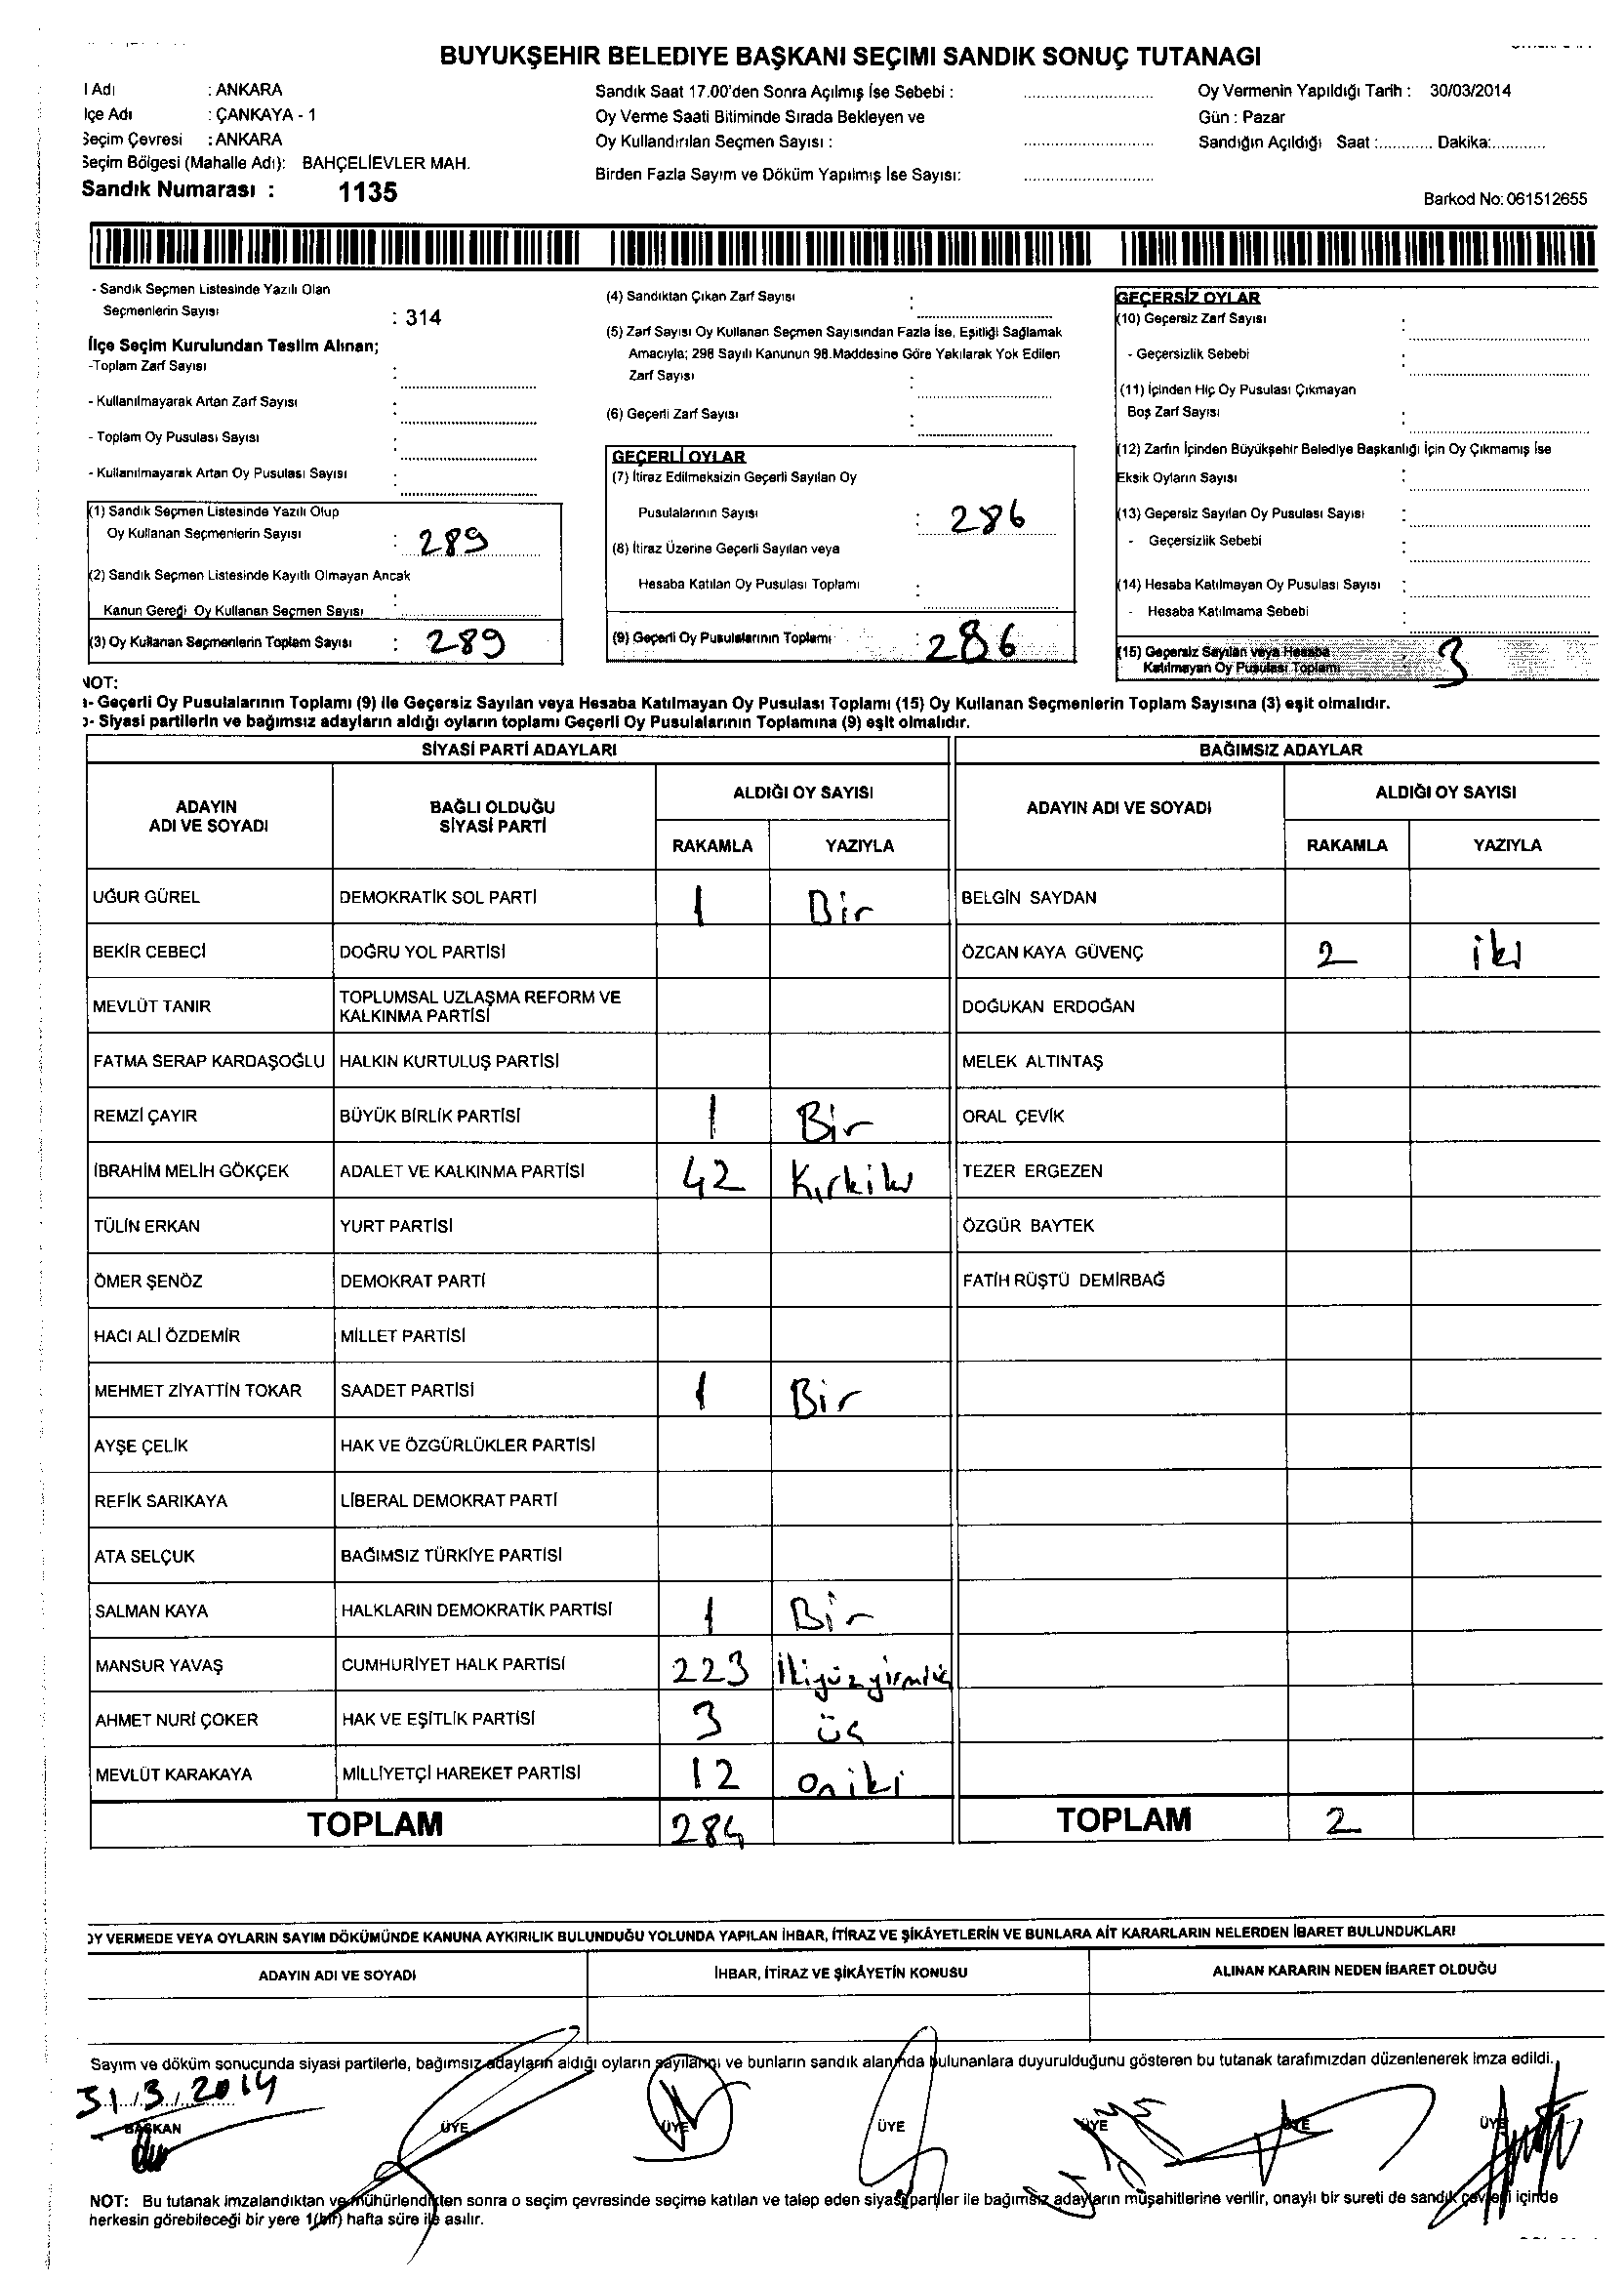 BUYUKŞEHIR BELEDIYE BAŞKANI SEÇIMI SANDIK SONUÇ TUTANAGI
l Adı : ANKARA
lçe Adı : ÇANKAYA - 1
Seçim Çevresi : ANKARA
Seçim Bölgesi (Mahalle Adı): BAHÇELİEVLER MAH.
Sandık Numarası : 1135
Sandık Saat 17.00'den Sonra Açılmış İse Sebebi :
Oy Verme Saati Bitiminde Sırada Bekleyen ve
Oy Kullandırılan Seçmen Sayısı :
Birden Fazla Sayım ve Döküm Yapılmış İse Sayısı:
Oy Vermenin Yapıldığı Tarih : 30/03/2014
Gün : Pazar
Sandığın Açıldığı Saat :............ Dakika:............
Barkod No: 061512655
- Sandık Seçmen Listesinde Yazılı Olan
Seçmenlerin Sayısı : 314
İlçe Seçim Kurulundan Teslim Alınan;
-Toplam Zarf Sayısı :
- Kullanılmayarak Artan Zarf Sayısı :
- Toplam Oy Pusulası Sayısı :
- Kullanılmayarak Artan Oy Pusulası Sayısı :
(1) Sandık Seçmen Listesinde Yazılı Olup
Oy Kullanan Seçmenlerin Sayısı : 289
(2) Sandık Seçmen Listesinde Kayıtlı Olmayan Ancak
Kanun Gereği Oy Kullanan Seçmen Sayısı :
(3) Oy Kullanan Seçmenlerin Toplam Sayısı : 289
(4) Sandıktan Çıkan Zarf Sayısı :
(5) Zarf Sayısı Oy Kullanan Seçmen Sayısından Fazla İse, Eşitliği Sağlamak
Amacıyla; 298 Sayılı Kanunun 98.Maddesine Göre Yakılarak Yok Edilen
Zarf Sayısı :
(6) Geçerli Zarf Sayısı :
GEÇERLİ OYLAR
(7) İtiraz Edilmeksizin Geçerli Sayılan Oy
Pusulalarının Sayısı : 286
(8) İtiraz Üzerine Geçerli Sayılan veya
Hesaba Katılan Oy Pusulası Toplamı :
(9) Geçerli Oy Pusulalarının Toplamı : 286
GEÇERSİZ OYLAR
(10) Geçersiz Zarf Sayısı :
- Geçersizlik Sebebi :
(11) İçinden Hiç Oy Pusulası Çıkmayan
Boş Zarf Sayısı :
(12) Zarfın İçinden Büyükşehir Belediye Başkanlığı İçin Oy Çıkmamış İse
Eksik Oyların Sayısı :
(13) Geçersiz Sayılan Oy Pusulası Sayısı :
- Geçersizlik Sebebi :
(14) Hesaba Katılmayan Oy Pusulası Sayısı :
- Hesaba Katılmama Sebebi :
(15) Geçersiz Sayılan veya Hesaba
Katılmayan Oy Pusulası Toplamı 3
NOT:
- Geçerli Oy Pusulalarının Toplamı (9) ile Geçersiz Sayılan veya Hesaba Katılmayan Oy Pusulası Toplamı (15) Oy Kullanan Seçmenlerin Toplam Sayısına (3) eşit olmalıdır.
- Siyasi partilerin ve bağımsız adayların aldığı oyların toplamı Geçerli Oy Pusulalarının Toplamına (9) eşit olmalıdır.
SİYASİ PARTİ ADAYLARI
ADAYIN ADI VE SOYADI BAĞLI OLDUĞU SİYASİ PARTİ ALDIĞI OY SAYISI
RAKAMLA YAZIYLA
UĞUR GÜREL DEMOKRATİK SOL PARTİ 1 Bir
BEKİR CEBECİ DOĞRU YOL PARTİSİ
MEVLÜT TANIR TOPLUMSAL UZLAŞMA REFORM VE KALKINMA PARTİSİ
FATMA SERAP KARDAŞOĞLU HALKIN KURTULUŞ PARTİSİ
REMZİ ÇAYIR BÜYÜK BİRLİK PARTİSİ 1 Bir
İBRAHİM MELİH GÖKÇEK ADALET VE KALKINMA PARTİSİ 42 Kırkiki
TÜLİN ERKAN YURT PARTİSİ
ÖMER ŞENÖZ DEMOKRAT PARTİ
HACI ALİ ÖZDEMİR MİLLET PARTİSİ
MEHMET ZİYATTİN TOKAR SAADET PARTİSİ 1 Bir
AYŞE ÇELİK HAK VE ÖZGÜRLÜKLER PARTİSİ
REFİK SARIKAYA LİBERAL DEMOKRAT PARTİ
ATA SELÇUK BAĞIMSIZ TÜRKİYE PARTİSİ
SALMAN KAYA HALKLARIN DEMOKRATİK PARTİSİ 1 Bir
MANSUR YAVAŞ CUMHURİYET HALK PARTİSİ 223
AHMET NURİ ÇOKER HAK VE EŞİTLİK PARTİSİ 3 üç
MEVLÜT KARAKAYA MİLLİYETÇİ HAREKET PARTİSİ 12 oniki
TOPLAM 284
BAĞIMSIZ ADAYLAR
ADAYIN ADI VE SOYADI ALDIĞI OY SAYISI
RAKAMLA YAZIYLA
BELGİN SAYDAN
ÖZCAN KAYA GÜVENÇ 2 iki
DOĞUKAN ERDOĞAN
MELEK ALTINTAŞ
ORAL ÇEVİK
TEZER ERGEZEN
ÖZGÜR BAYTEK
FATİH RÜŞTÜ DEMİRBAĞ
TOPLAM 2
OY VERMEDE VEYA OYLARIN SAYIM DÖKÜMÜNDE KANUNA AYKIRILIK BULUNDUĞU YOLUNDA YAPILAN İHBAR, İTİRAZ VE ŞİKÂYETLERİN VE BUNLARA AİT KARARLARIN NELERDEN İBARET BULUNDUKLARI
ADAYIN ADI VE SOYADI İHBAR, İTİRAZ VE ŞİKÂYETİN KONUSU ALINAN KARARIN NEDEN İBARET OLDUĞU
Sayım ve döküm sonucunda siyasi partilerle, bağımsız adayların aldığı oyların sayılarını ve bunların sandık alanında bulunanlara duyurulduğunu gösteren bu tutanak tarafımızdan düzenlenerek imza edildi.
31.3.2014
BAŞKAN ÜYE ÜYE ÜYE ÜYE ÜYE ÜYE
NOT: Bu tutanak imzalandıktan ve mühürlendikten sonra o seçim çevresinde seçime katılan ve talep eden siyasi partiler ile bağımsız adayların müşahitlerine verilir, onaylı bir sureti de sandık çevresi içinde
herkesin görebileceği bir yere 1(bir) hafta süre ile asılır.